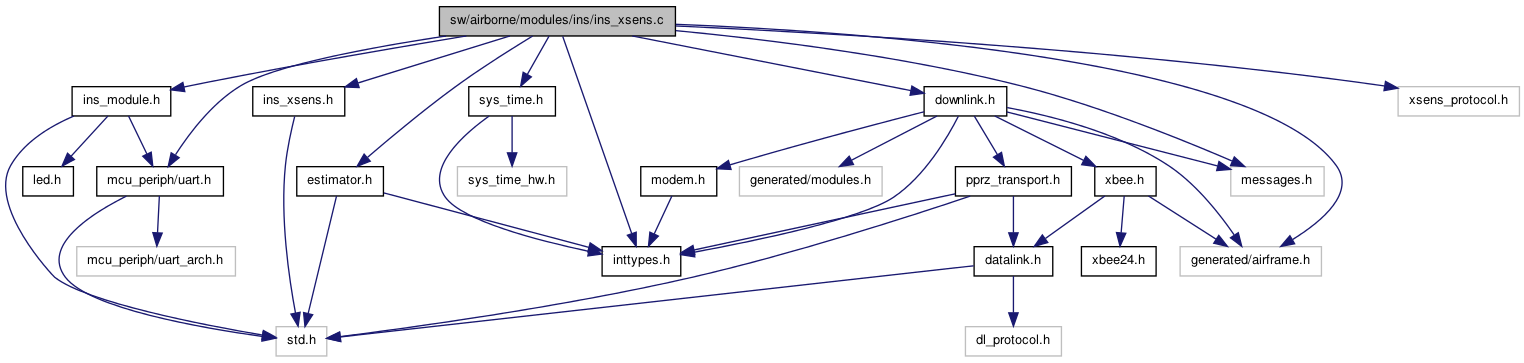 sw/airborne/modules/ins/ins_xsens.c
ins_module.h
ins_xsens.h
sys_time.h
downlink.h
xsens_protocol.h
led.h
mcu_periph/uart.h
estimator.h
sys_time_hw.h
modem.h
generated/modules.h
pprz_transport.h
xbee.h
messages.h
mcu_periph/uart_arch.h
inttypes.h
datalink.h
xbee24.h
generated/airframe.h
std.h
dl_protocol.h